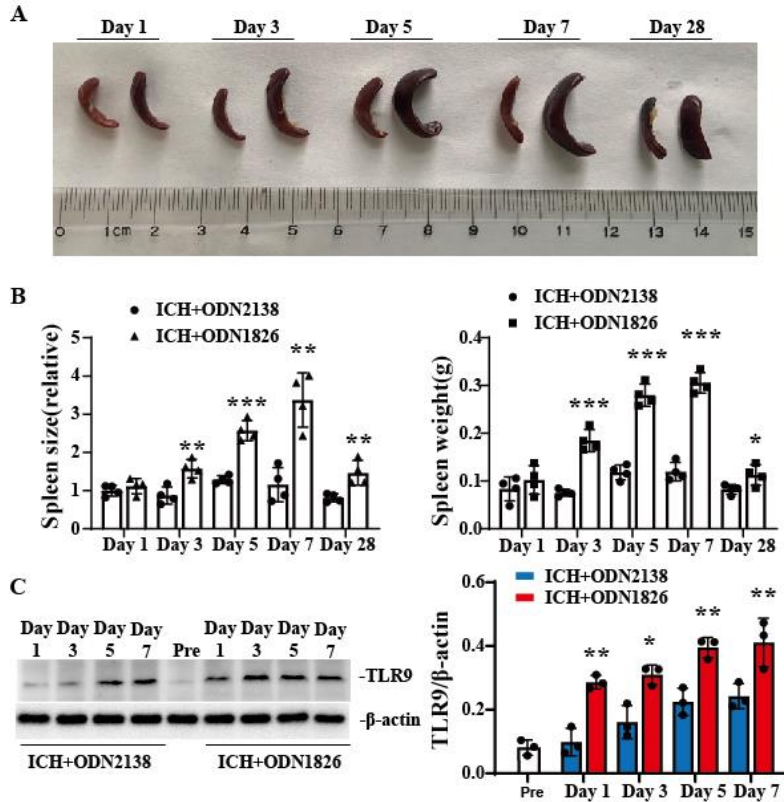 A
Day 1 Day 3 Day 5 Day 7 Day 28
0 1cm 2 3 4 5 6 7 8 9 10 11 12 13 14 15
B
ICH+ODN2138
ICH+ODN1826
Spleen size(relative)
5
4
3
2
1
0
** *** ** **
Day 1 Day 3 Day 5 Day 7 Day 28
ICH+ODN2138
ICH+ODN1826
Spleen weight(g)
0.4
0.3
0.2
0.1
0.0
*** *** *** *
Day 1 Day 3 Day 5 Day 7 Day 28
C
Day Day Day Day Day Day Day Day
1 3 5 7 Pre 1 3 5 7
-TLR9
-β-actin
ICH+ODN2138 ICH+ODN1826
ICH+ODN2138
ICH+ODN1826
TLR9/β-actin
0.6
0.4
0.2
0.0
** * ** **
Pre Day 1 Day 3 Day 5 Day 7